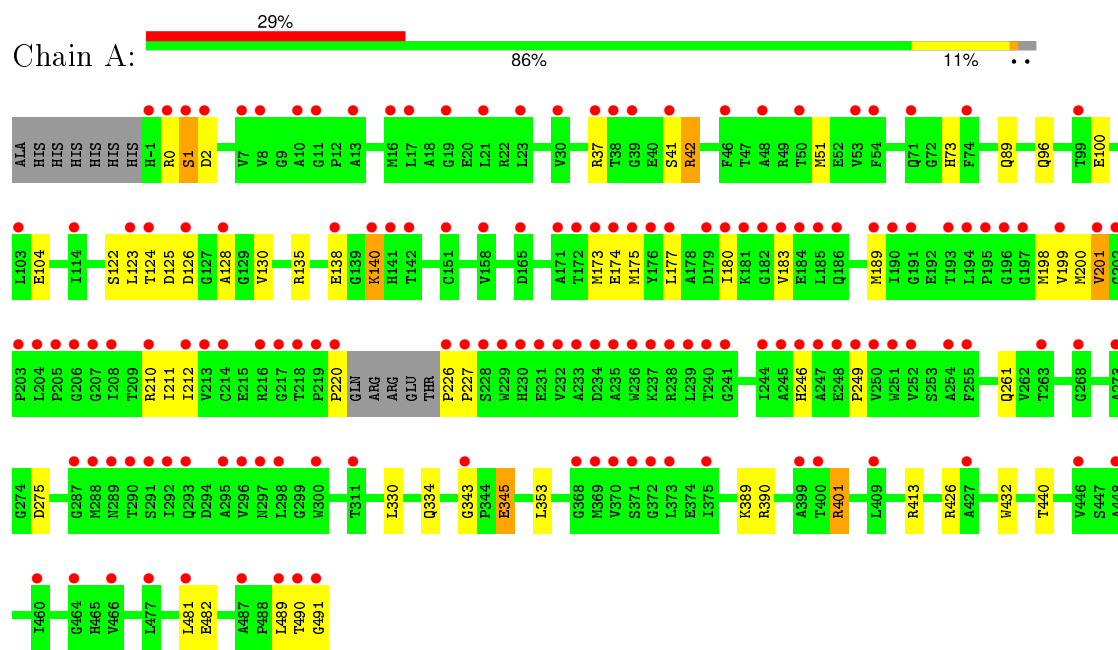 29%
Chain A:
86%
11%
ALA HIS HIS HIS HIS HIS HIS H-1 R0 S1 D2 V7 V8 G9 A10 G11 P12 A13 M16 L17 A18 G19 E20 L21 R22 L23 V30 R37 T38 G39 E40 S41 R42 F46 T47 A48 R49 T50 M51 E52 V53 F54 Q71 G72 H73 F74 Q89 Q96 T99 E100
L103 E104 I114 S122 L123 T124 D125 D126 G127 A128 G129 V130 R135 E138 G139 K140 H141 T142 C151 V158 D165 A171 T172 M173 E174 M175 Y176 L177 A178 D179 I180 K181 G182 V183 E184 L185 Q186 M189 I190 G191 E192 T193 L194 P195 G196 G197 M198 V199 M200 V201 G202
P203 L204 P205 G206 G207 I208 T209 R210 I211 I212 V213 C214 E215 R216 G217 T218 P219 P220 GLN ARG ARG GLU THR P226 P227 S228 W229 H230 E231 V232 A233 D234 A235 W236 K237 R238 L239 T240 G241 I244 A245 H246 A247 E248 P249 V250 W251 V252 S253 A254 F255 Q261 V262 T263 G268 A273
G274 D275 G287 M288 N289 T290 S291 I292 Q293 D294 A295 V296 N297 L298 G299 W300 T311 L330 Q334 G343 P344 E345 L353 G368 M369 V370 S371 G372 L373 E374 I375 K389 R390 A399 T400 R401 L409 R413 R426 A427 W432 T440 V446 S447 A448
I460 G464 H465 V466 L477 L481 E482 A487 P488 L489 T490 G491